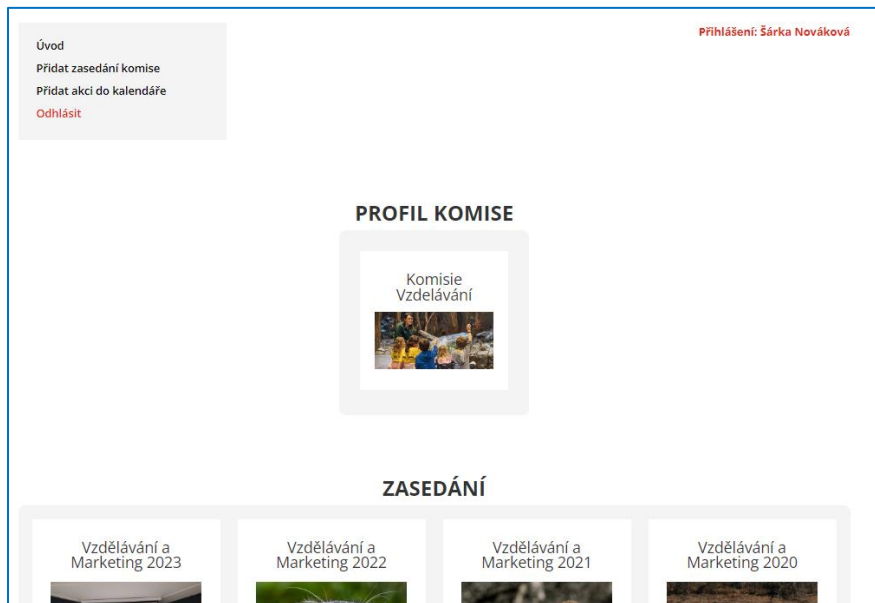 Přihlášení: Šárka Nováková
Úvod
Přidat zasedání komise
Přidat akci do kalendáře
Odhlásit
PROFIL KOMISE
Komisie
Vzdelávání
ZASEDÁNÍ
Vzdělávání a
Marketing 2023
Vzdělávání a
Marketing 2022
Vzdělávání a
Marketing 2021
Vzdělávání a
Marketing 2020